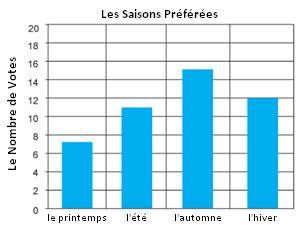 Les Saisons Préférées
Le Nombre de Votes
20
18
16
14
12
10
8
6
4
2
0
le printemps
l'été
l'automne
l'hiver